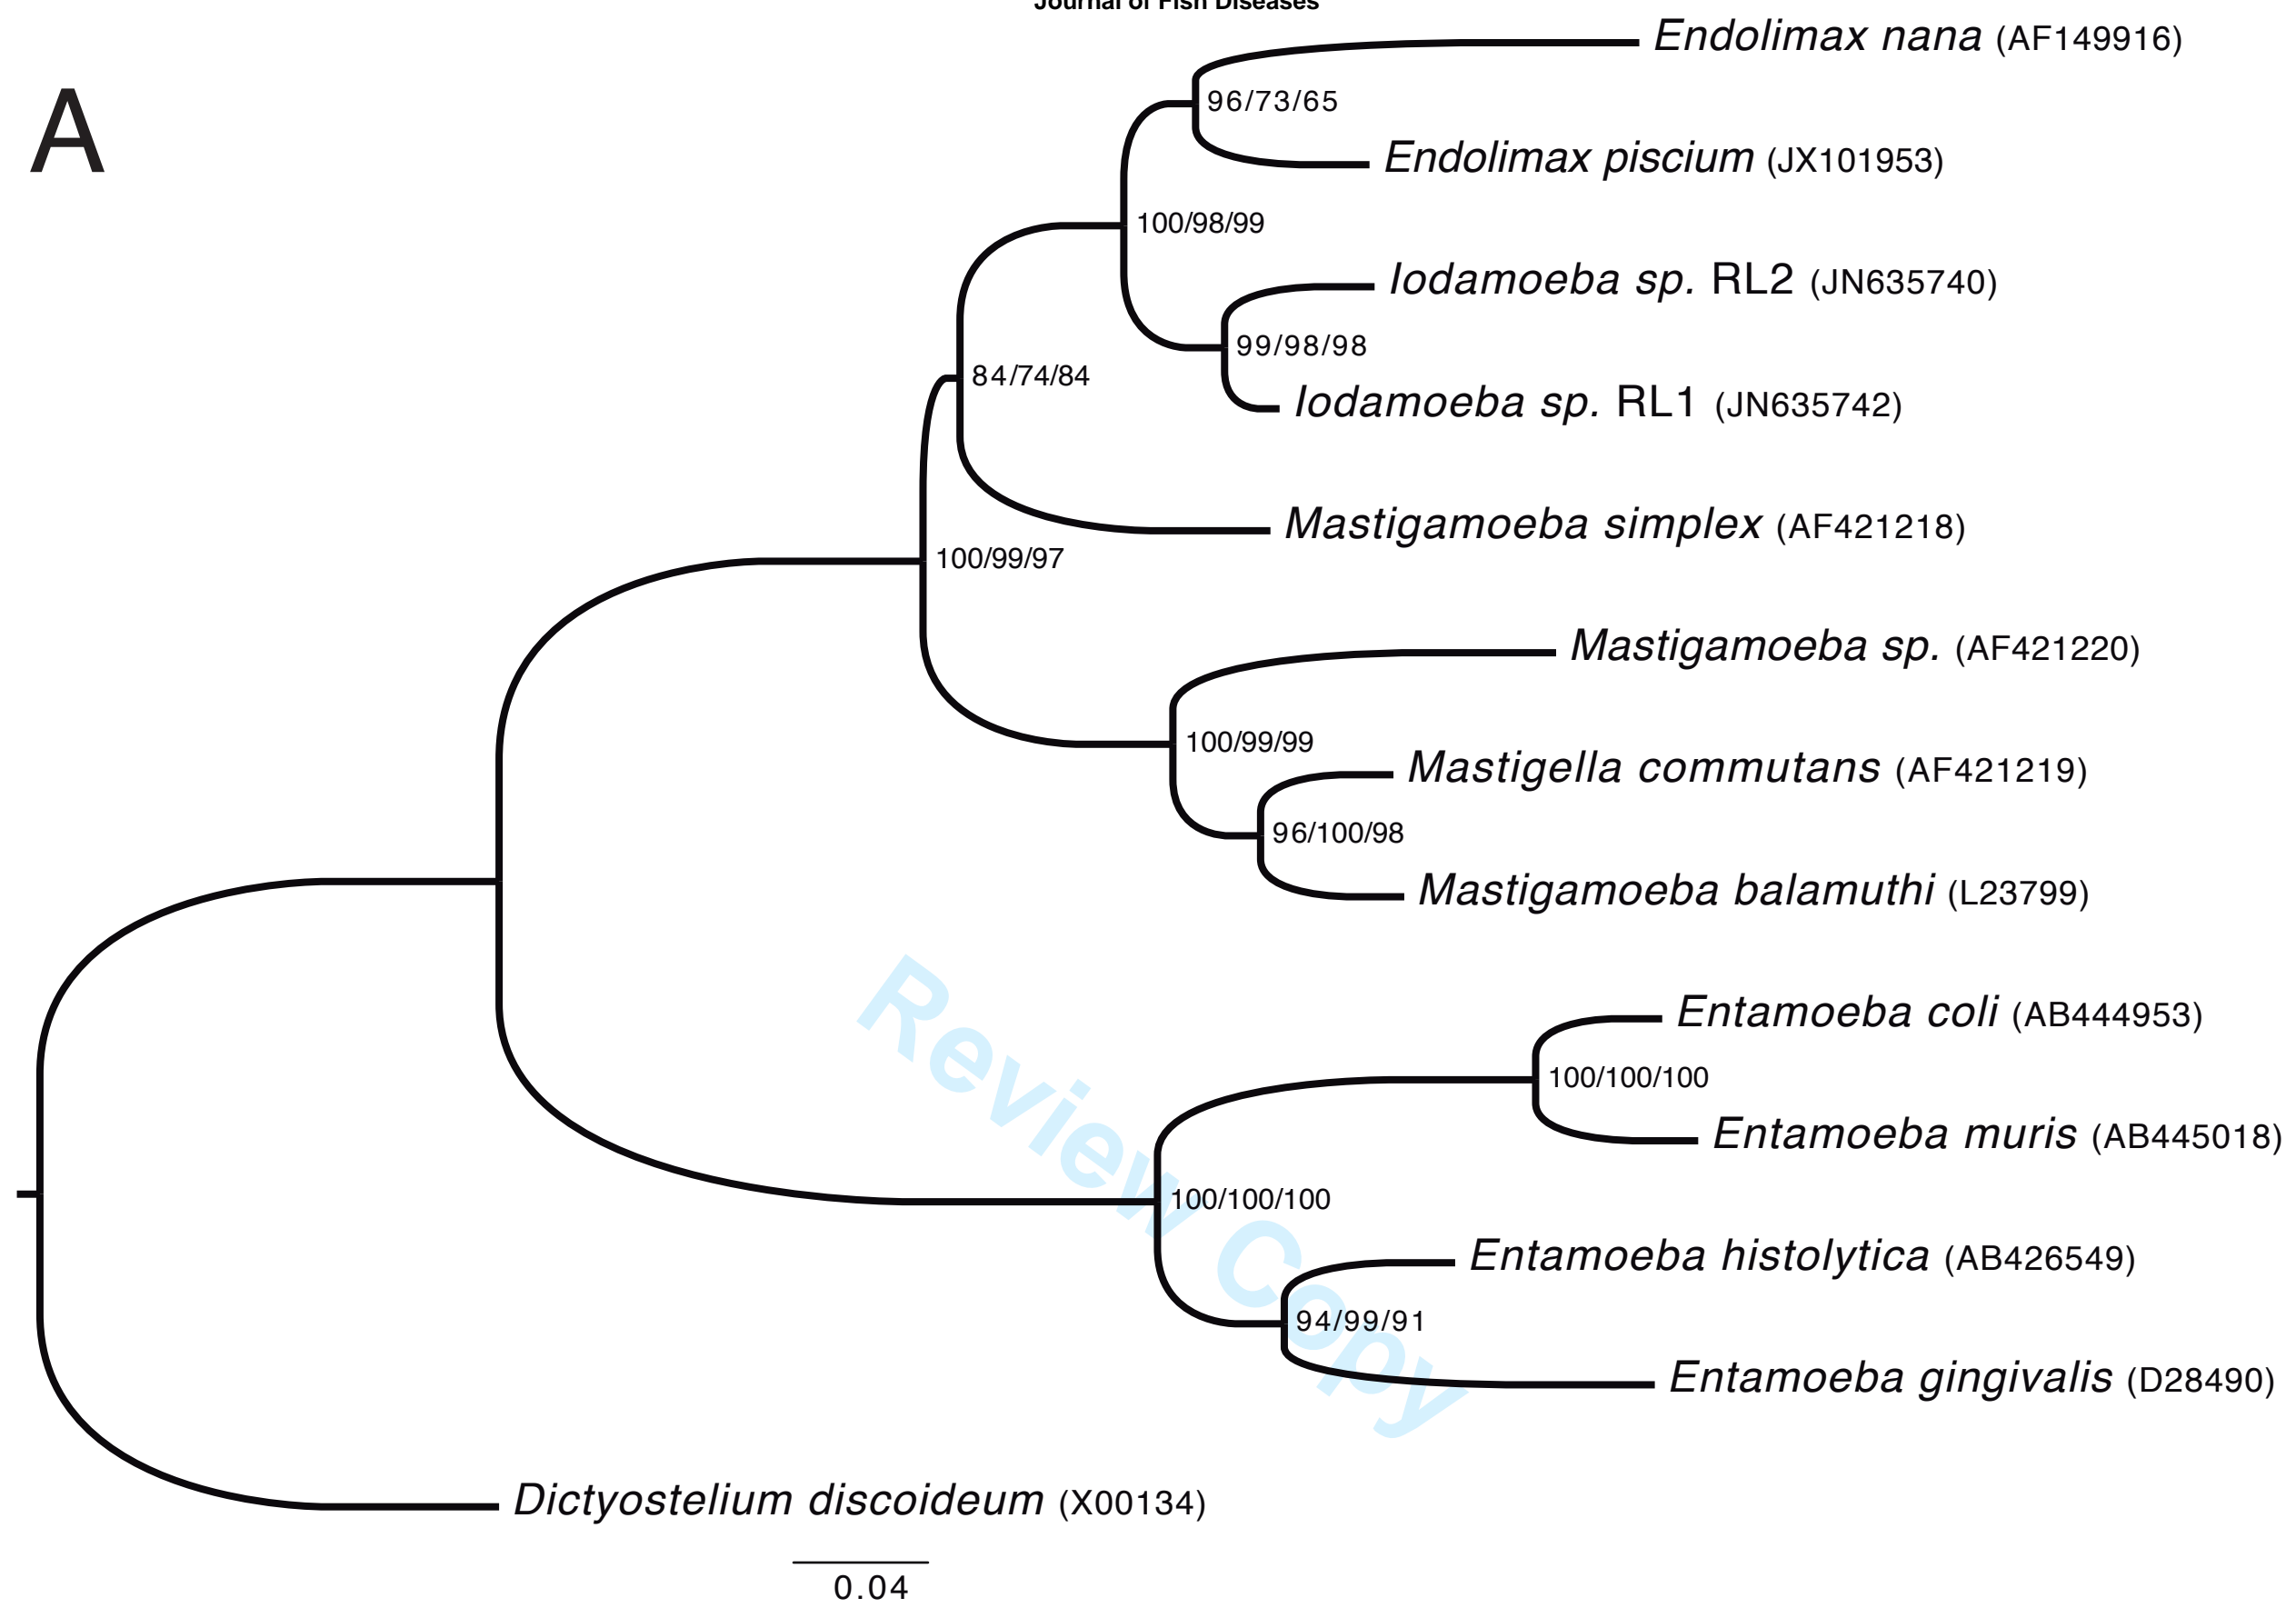 Journal of Fish Diseases
A
Endolimax nana (AF149916)
96/73/65
Endolimax piscium (JX101953)
100/98/99
Iodamoeba sp. RL2 (JN635740)
99/98/98
84/74/84
Iodamoeba sp. RL1 (JN635742)
Mastigamoeba simplex (AF421218)
100/99/97
Mastigamoeba sp. (AF421220)
100/99/99
Mastigella commutans (AF421219)
96/100/98
Mastigamoeba balamuthi (L23799)
Entamoeba coli (AB444953)
100/100/100
Entamoeba muris (AB445018)
100/100/100
Entamoeba histolytica (AB426549)
94/99/91
Entamoeba gingivalis (D28490)
Dictyostelium discoideum (X00134)
0.04
Review Copy